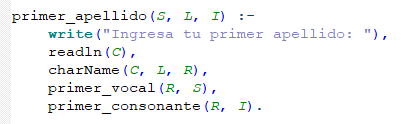 primer_apellido(S, L, I) :-
    write("Ingresa tu primer apellido: "),
    readln(C),
    charName(C, L, R),
    primer_vocal(R, S),
    primer_consonante(R, I).